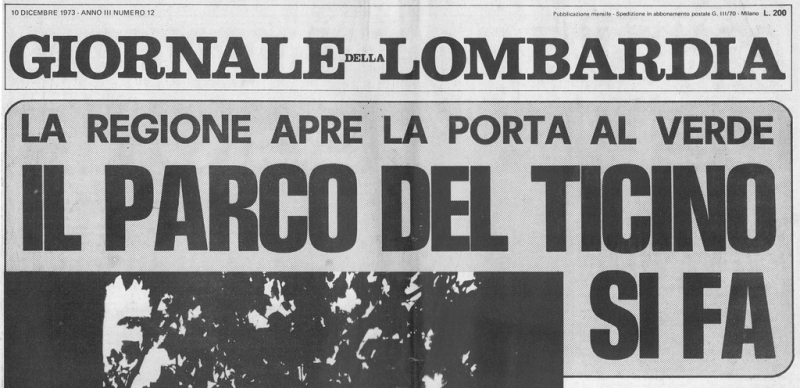 10 DICEMBRE 1973 - ANNO III NUMERO 12
Pubblicazione mensile - Spedizione in abbonamento postale G. III/70 - Milano L. 200
GIORNALE DELLA LOMBARDIA
LA REGIONE APRE LA PORTA AL VERDE
IL PARCO DEL TICINO
SI FA